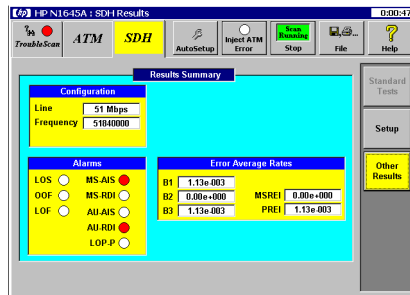 hp HP N1645A : SDH Results 0:00:47
TroubleScan
ATM
SDH
AutoSetup
Inject ATM Error
Scan Running
Stop
File
Help
Results Summary
Configuration
Line 51 Mbps
Frequency 51840000
Alarms
LOS MS-AIS
OOF MS-RDI
LOF AU-AIS
AU-RDI
LOP-P
Error Average Rates
B1 1.13e-003
B2 0.00e+000 MSREI 0.00e+000
B3 1.13e-003 PREI 1.13e-003
Standard Tests
Setup
Other Results